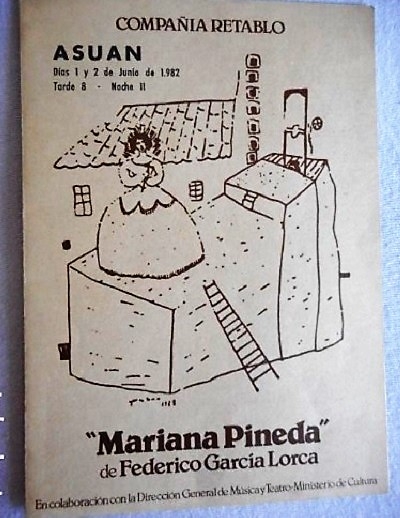 COMPAÑIA RETABLO
ASUAN
Días 1 y 2 de Junio de 1.982
Tarde 8 - Noche 11
"Mariana Pineda"
de Federico García Lorca
En colaboración con la Dirección General de Música y Teatro-Ministerio de Cultura